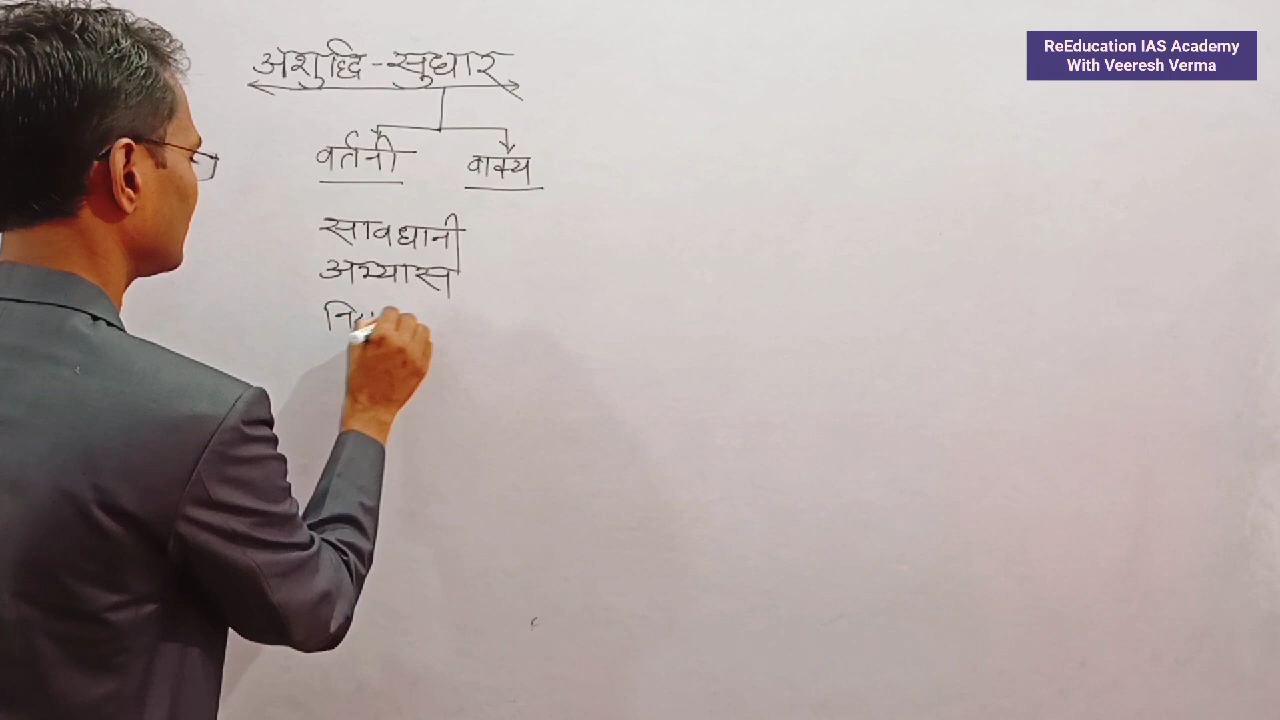 अशुद्धि-सुधार
वर्तनी वाक्य
सावधानी
अभ्यास
ReEducation IAS Academy
With Veeresh Verma